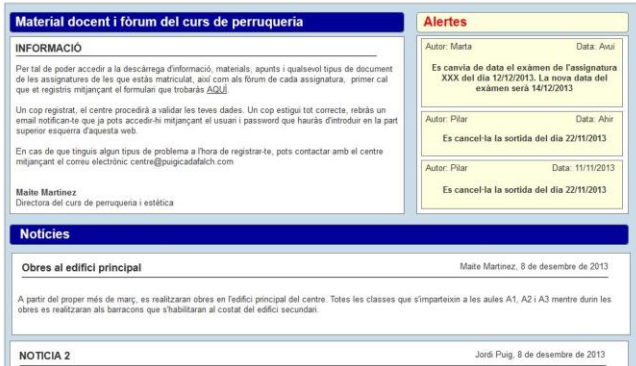 Material docent i fòrum del curs de perruqueria
INFORMACIÓ
Per tal de poder accedir a la descàrrega d'informació, materials, apunts i qualsevol tipus de document
de les assignatures de les que estàs matriculat, així com als fòrum de cada assignatura, primer cal
que et registris mitjançant el formulari que trobaràs AQUÍ.
Un cop registrat, el centre procedirà a validar les teves dades. Un cop estigui tot correcte, rebràs un
email notifican-te que ja pots accedir-hi mitjançant el usuari i password que hauràs d'introduir en la part
superior esquerra d'aquesta web.
En cas de que tinguis algun tipus de problema a l'hora de registrar-te, pots contactar amb el centre
mitjançant el correu electrònic centre@puigicadafalch.com
Maite Martinez
Directora del curs de perruqueria i estètica
Alertes
Autor: Marta Data: Avui
Es canvia de data el exàmen de l'assignatura
XXX del dia 12/12/2013. La nova data del
exàmen serà 14/12/2013
Autor: Pilar Data: Ahir
Es cancel·la la sortida del dia 22/11/2013
Autor: Pilar Data: 11/11/2013
Es cancel·la la sortida del dia 22/11/2013
Notícies
Obres al edifici principal Maite Martinez, 8 de desembre de 2013
A partir del proper més de març, es realitzaran obres en l'edifici principal del centre. Totes les classes que s'imparteixin a les aules A1, A2 i A3 mentre durin les
obres es realitzaran als barracons que s'habilitaran al costat del edifici secundari.
NOTICIA 2 Jordi Puig, 8 de desembre de 2013